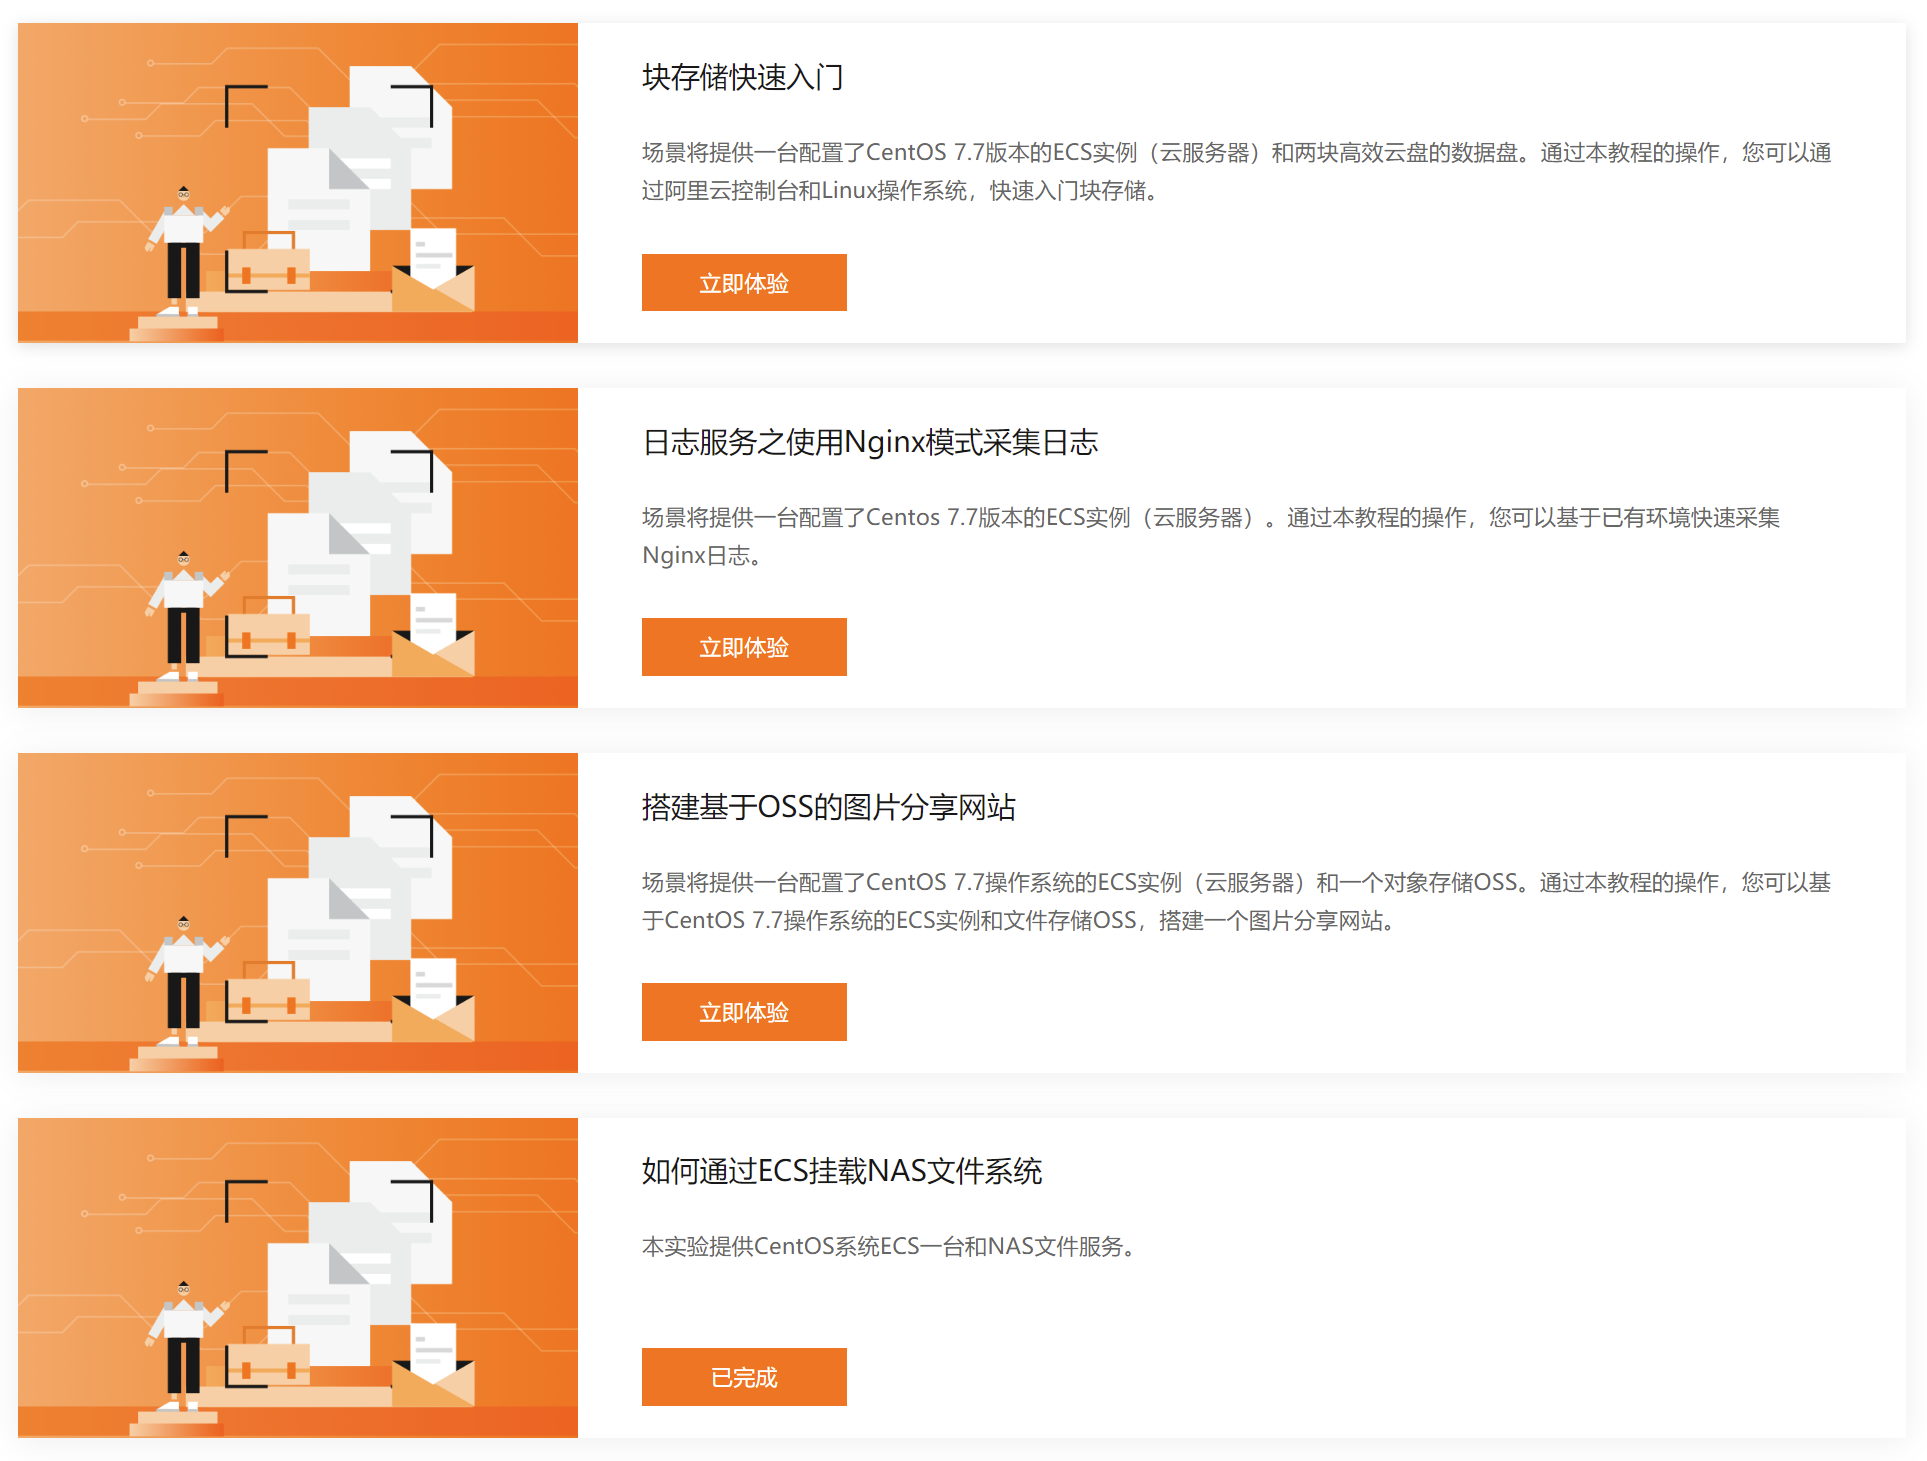 块存储快速入门
场景将提供一台配置了CentOS 7.7版本的ECS实例（云服务器）和两块高效云盘的数据盘。通过本教程的操作，您可以通
过阿里云控制台和Linux操作系统，快速入门块存储。
立即体验
日志服务之使用Nginx模式采集日志
场景将提供一台配置了Centos 7.7版本的ECS实例（云服务器）。通过本教程的操作，您可以基于已有环境快速采集
Nginx日志。
立即体验
搭建基于OSS的图片分享网站
场景将提供一台配置了CentOS 7.7操作系统的ECS实例（云服务器）和一个对象存储OSS。通过本教程的操作，您可以基
于CentOS 7.7操作系统的ECS实例和文件存储OSS，搭建一个图片分享网站。
立即体验
如何通过ECS挂载NAS文件系统
本实验提供CentOS系统ECS一台和NAS文件服务。
已完成